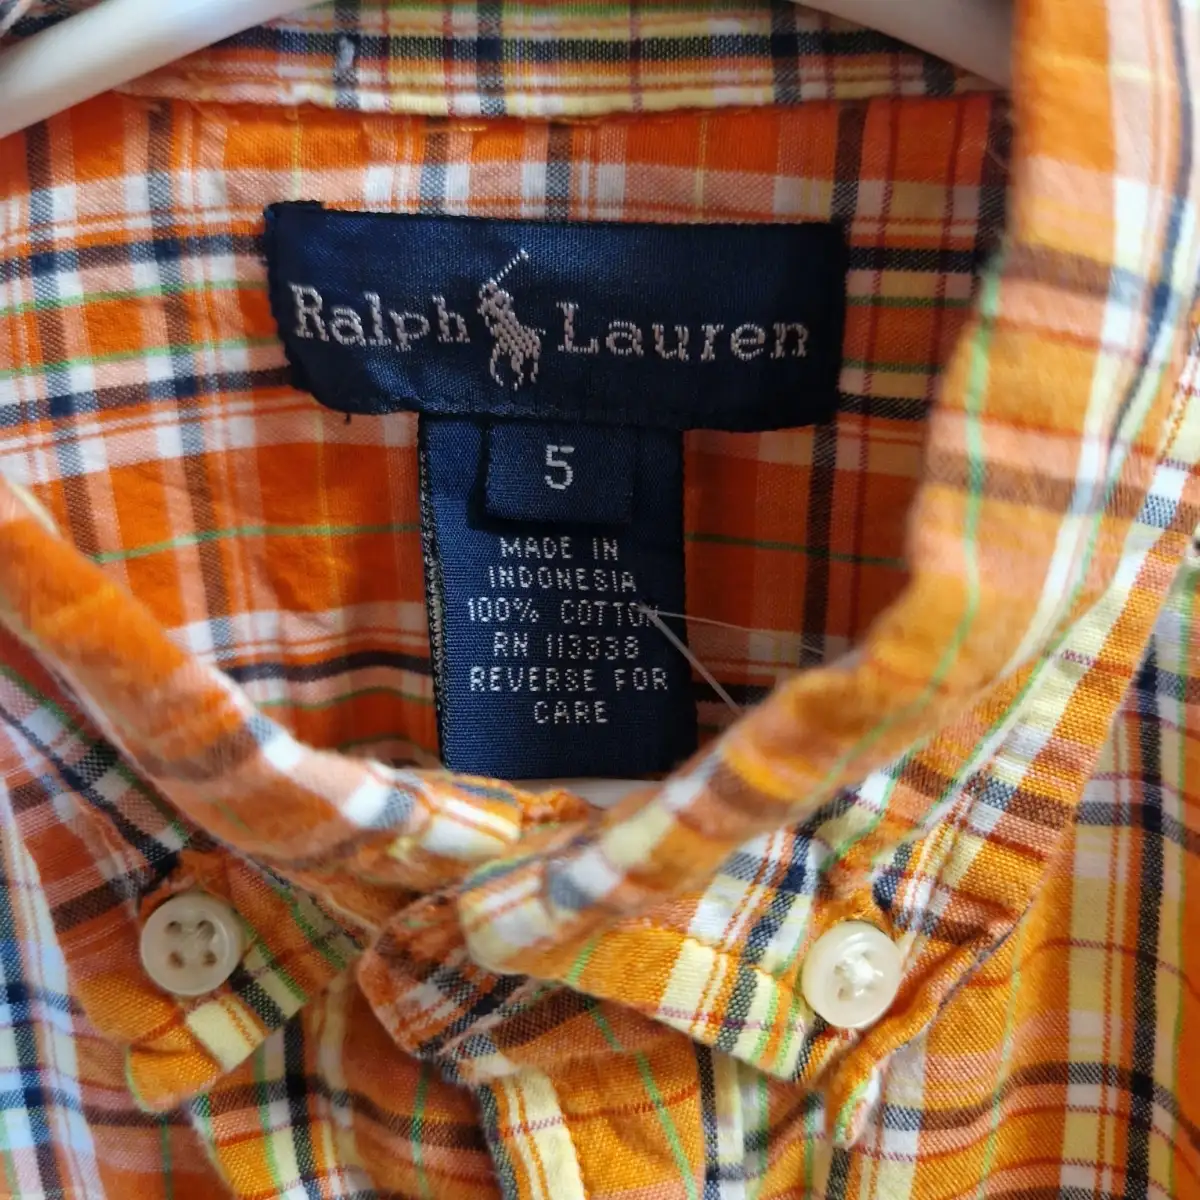 Ralph Lauren
5
MADE IN
INDONESIA
100% COTTON
RN 113338
REVERSE FOR
CARE